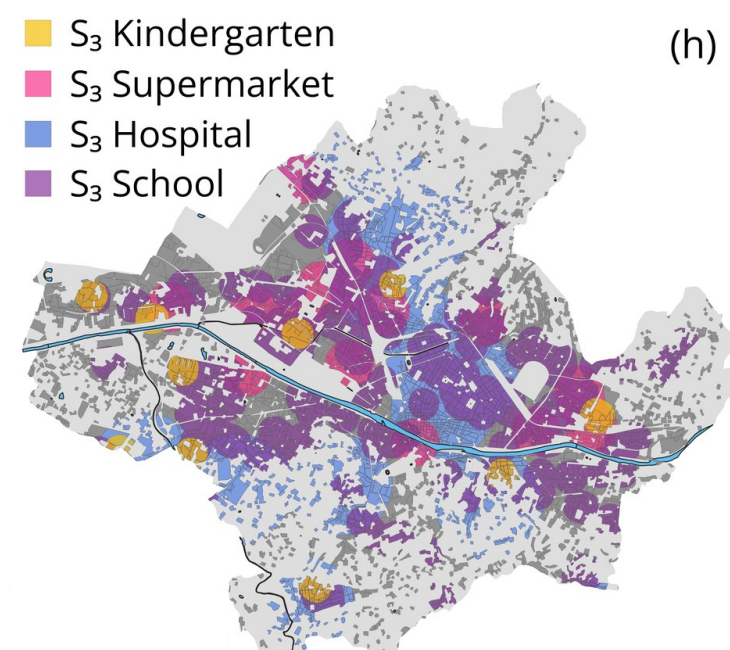 S₃ Kindergarten
(h)
S₃ Supermarket
S₃ Hospital
S₃ School